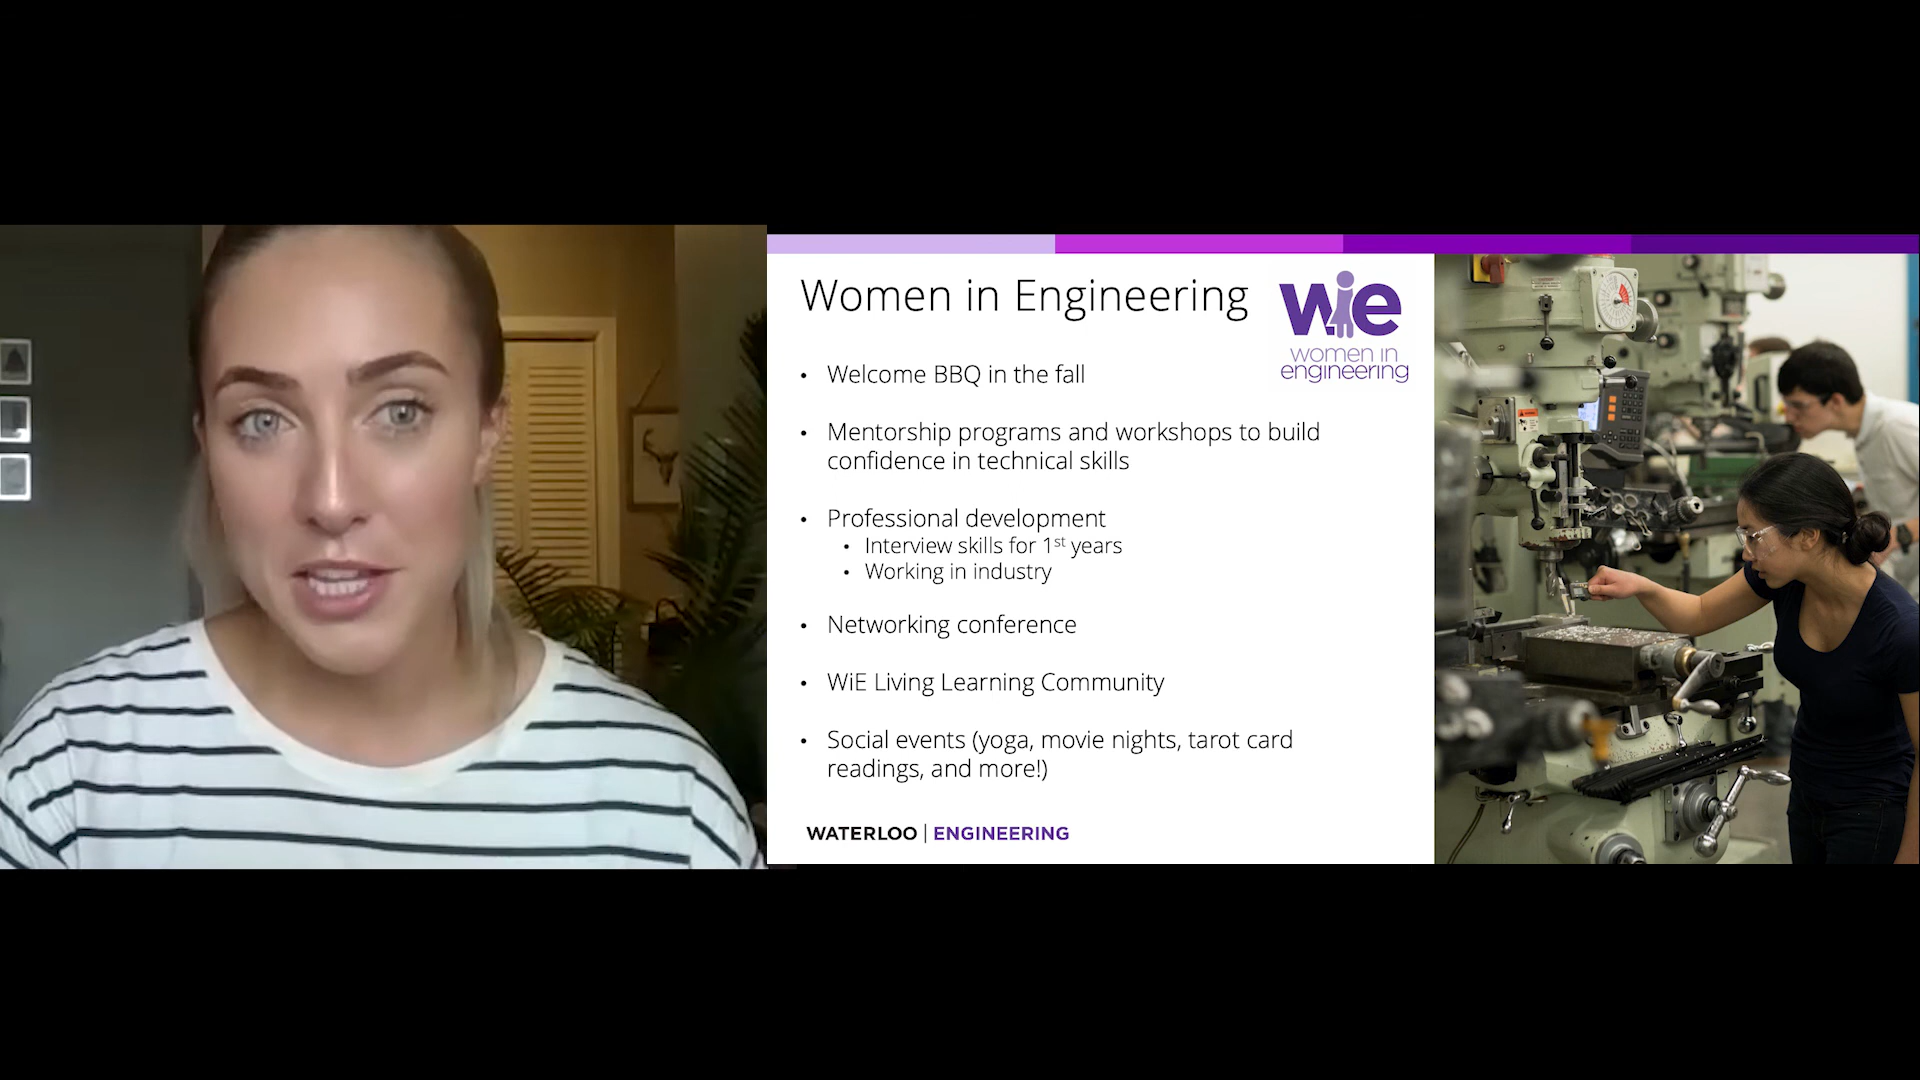 Women in Engineering
wie
women in
engineering
• Welcome BBQ in the fall
• Mentorship programs and workshops to build
confidence in technical skills
• Professional development
• Interview skills for 1st years
• Working in industry
• Networking conference
• WiE Living Learning Community
• Social events (yoga, movie nights, tarot card
readings, and more!)
WATERLOO | ENGINEERING